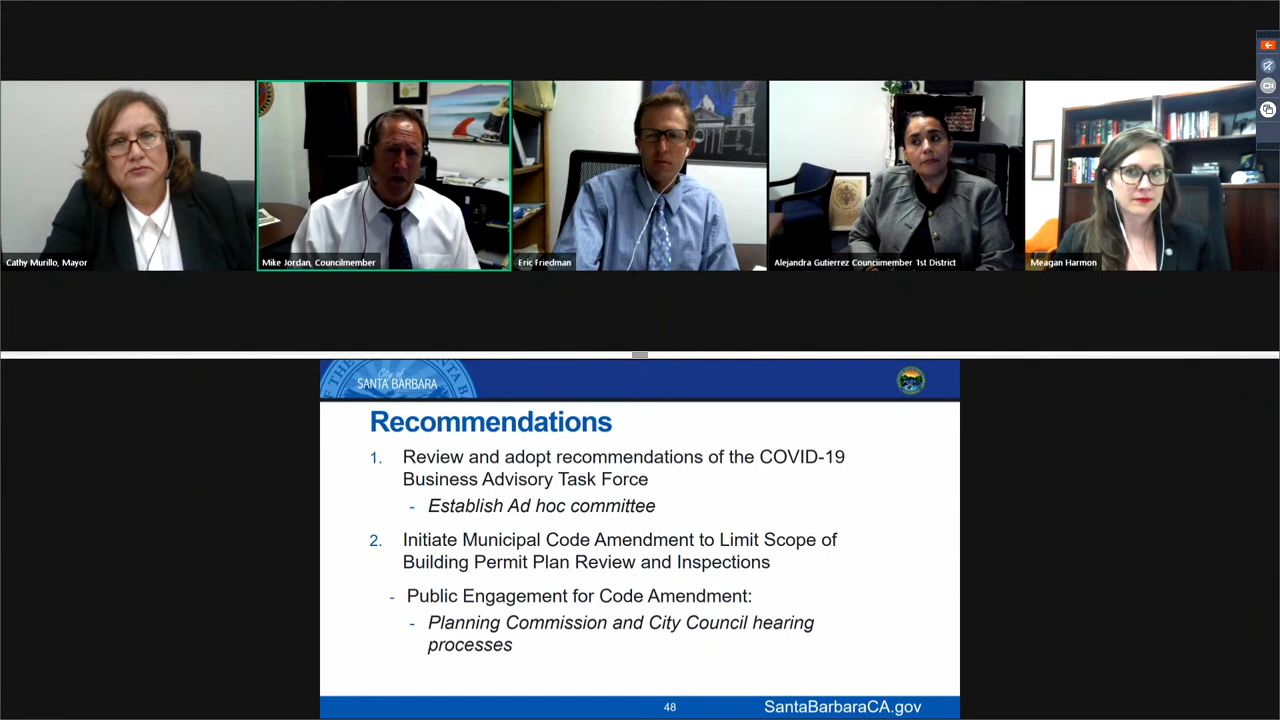 Cathy Murillo, Mayor
Mike Jordan, Councilmember
Eric Friedman
Alejandra Gutierrez Councilmember 1st District
Meagan Harmon
City of
SANTA BARBARA
Recommendations
1. Review and adopt recommendations of the COVID-19
Business Advisory Task Force
- Establish Ad hoc committee
2. Initiate Municipal Code Amendment to Limit Scope of
Building Permit Plan Review and Inspections
- Public Engagement for Code Amendment:
- Planning Commission and City Council hearing
processes
48
SantaBarbaraCA.gov